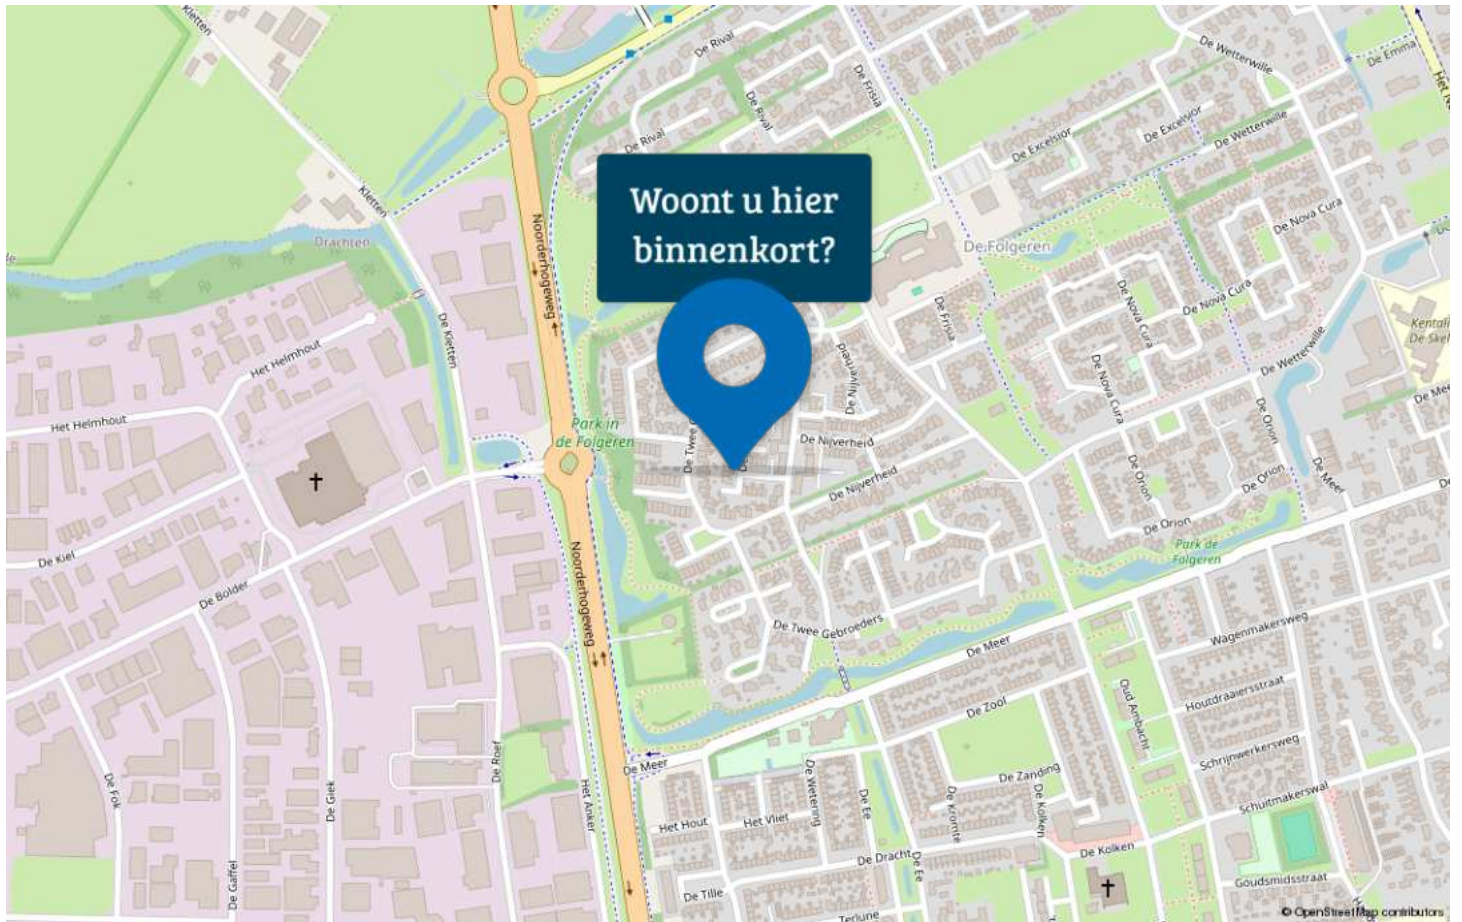 Kletten
De Rival
De Frisia
De Wetterwille
De Emma
De Rival
De Rival
De Excelsior
De Excelsior
De Wetterwille
Kletten
Woont u hier
binnenkort?
Drachten
Noorderhogeweg
De Folgeren
De Nova Cura
De Nova Cura
De Nova Cura
De Frisia
Kentalis
De Wetterwille
De Kletten
Het Helmhout
De Nijverheid
De Nova Cura
Het Helmhout
Park in
de Folgeren
De Nijverheid
De Orion
De Nijverheid
De Orion
De Orion
De Meer
De Orion
De Kiel
Noorderhogeweg
Park de
Folgeren
De Bolder
De Twee Gebroeders
De Meer
Wagenmakersweg
Oud Ambacht
Houtdraaiersstraat
De Zool
De Roef
De Meer
Schrijnwerkersweg
De Fok
De Giek
Het Anker
De Wetering
De Ee
De Zanding
De Kromte
De Kolken
Schuitmakerswal
Het Hout
Het Vliet
De Dracht
De Ee
De Kolken
De Gaffel
De Tille
Goudsmidsstraat
Terlune
© OpenStreetMap contributors